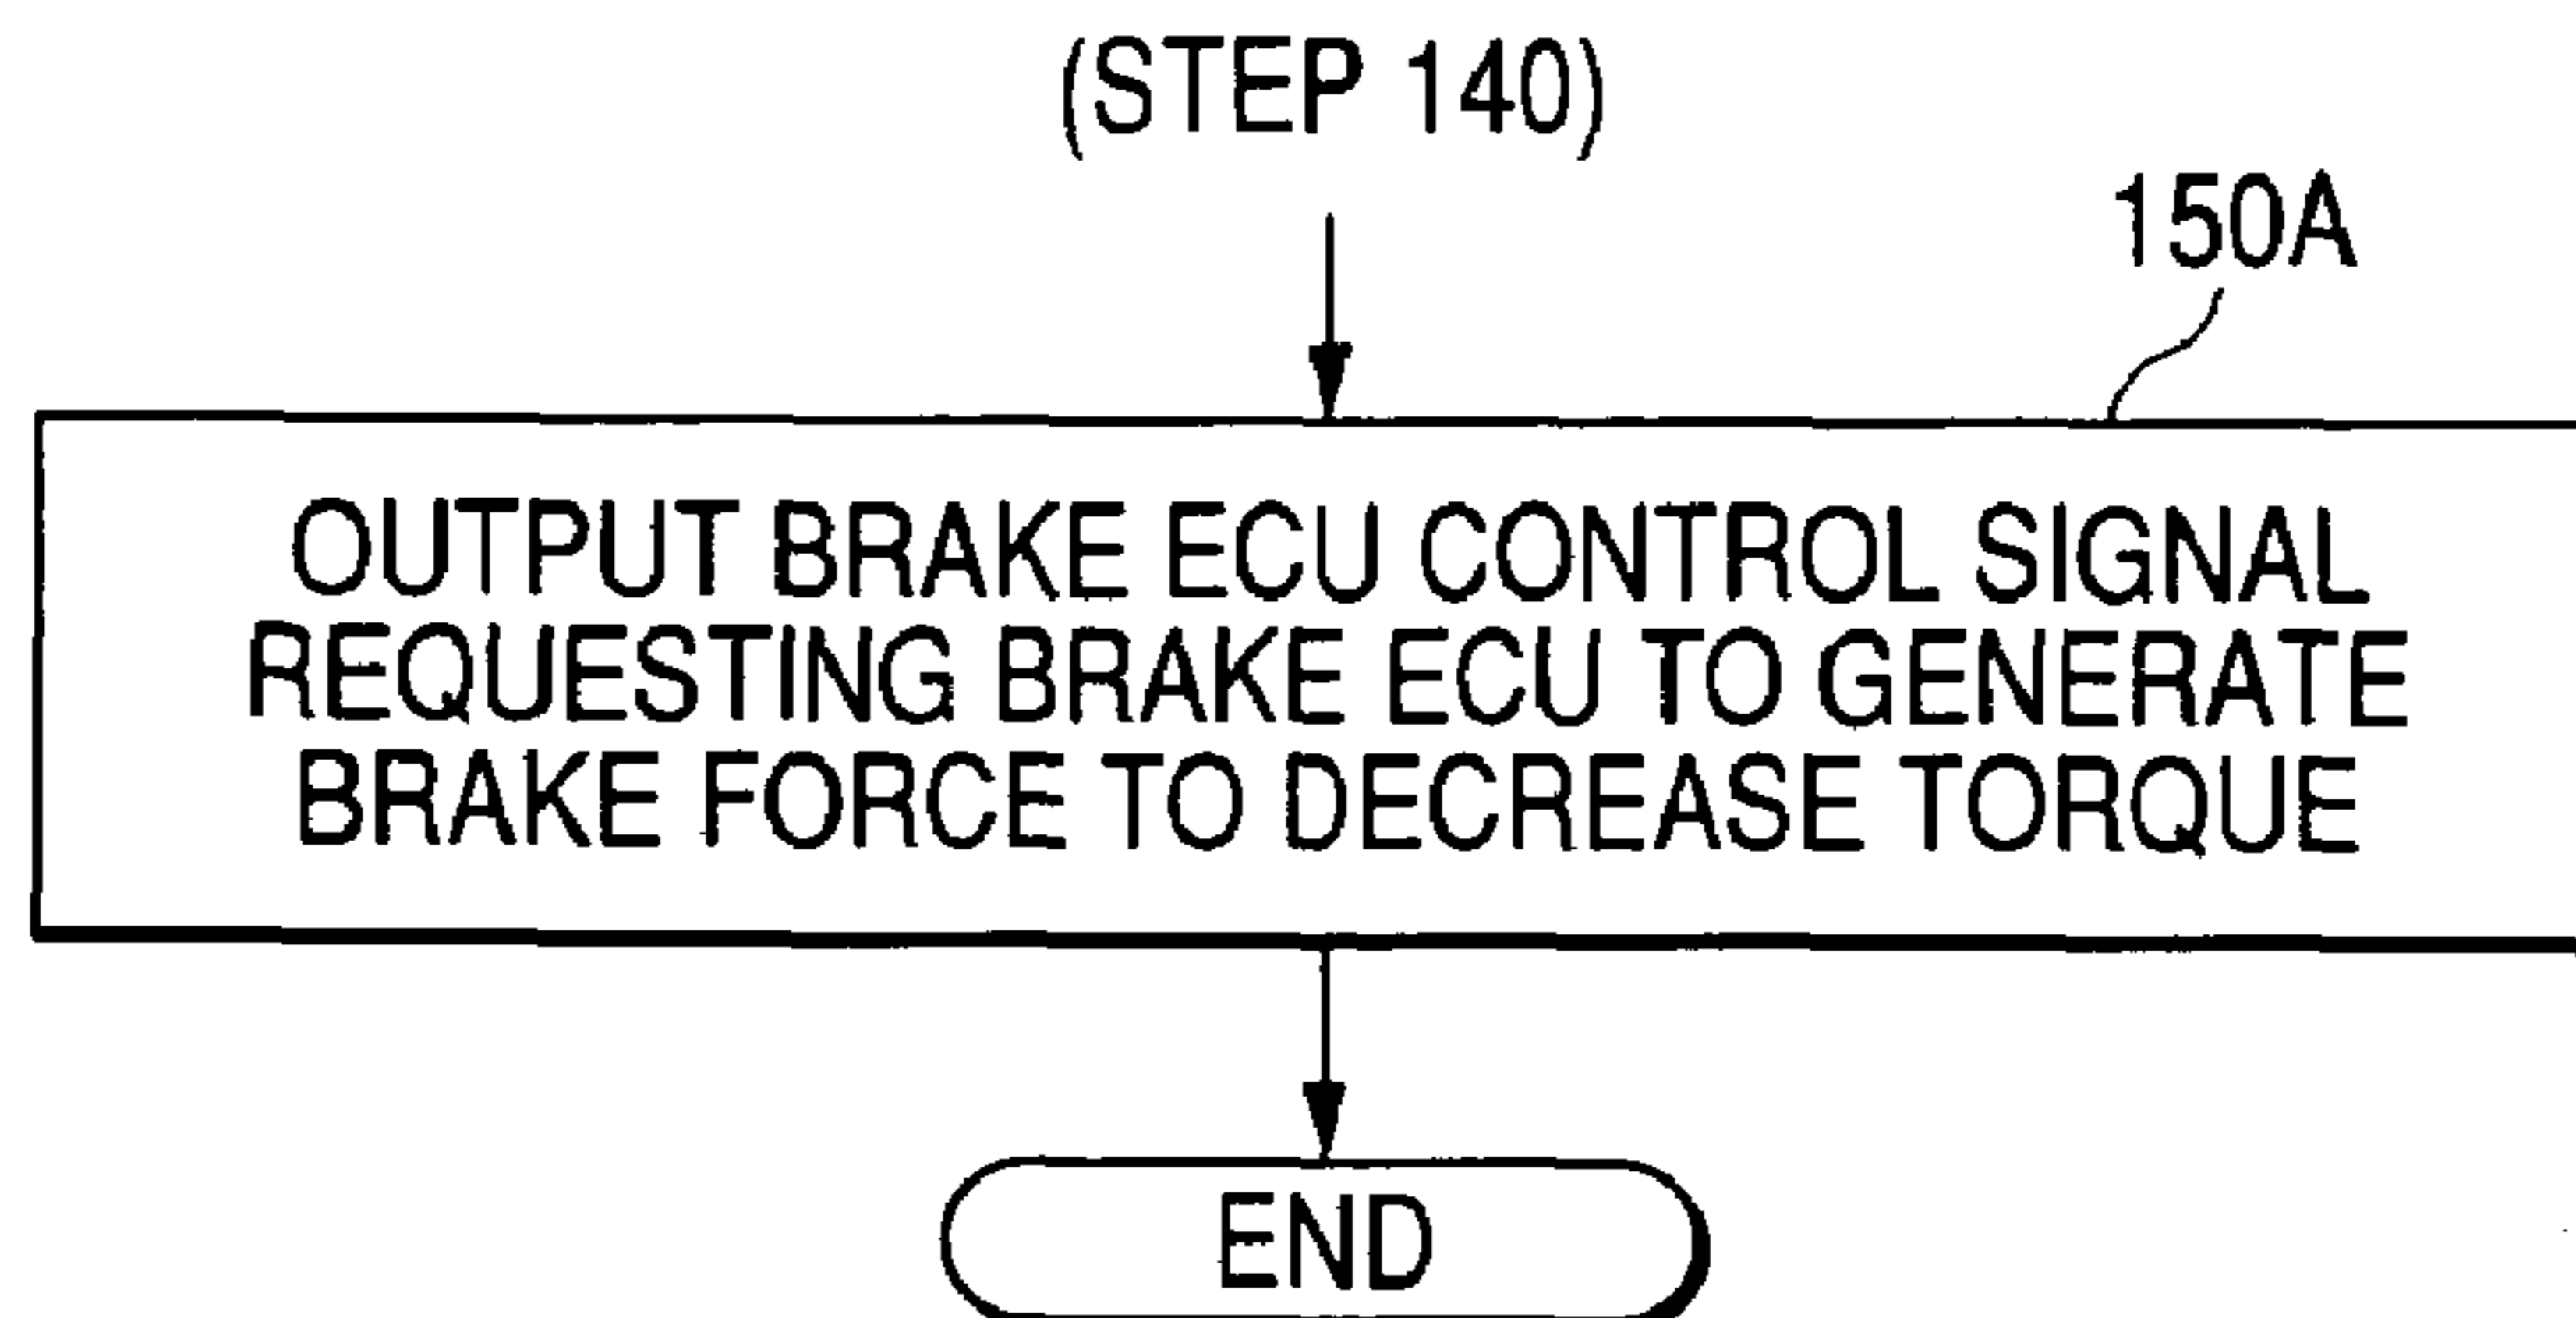 (STEP 140)
150A
OUTPUT BRAKE ECU CONTROL SIGNAL
REQUESTING BRAKE ECU TO GENERATE
BRAKE FORCE TO DECREASE TORQUE
END